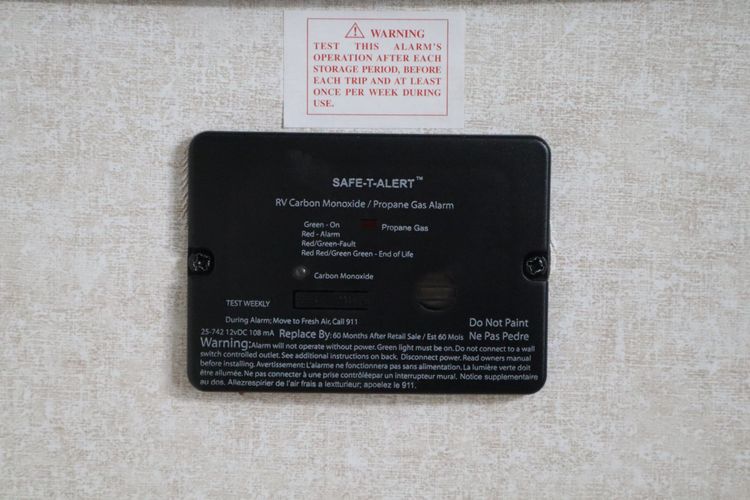 ⚠ WARNING
TEST THIS ALARM'S
OPERATION AFTER EACH
STORAGE PERIOD, BEFORE
EACH TRIP AND AT LEAST
ONCE PER WEEK DURING
USE.
SAFE-T-ALERT™
RV Carbon Monoxide / Propane Gas Alarm
Green - On
Propane Gas
Red - Alarm
Red/Green-Fault
Red Red/Green Green - End of Life
Carbon Monoxide
TEST WEEKLY
During Alarm; Move to Fresh Air, Call 911
Do Not Paint
25-742 12vDC 108 mA Replace By: 60 Months After Retail Sale / Est 60 Mois Ne Pas Pedre
Warning: Alarm will not operate without power. Green light must be on. Do not connect to a wall
switch controlled outlet. See additional instructions on back. Disconnect power. Read owners manual
before installing. Avertissement: L'alarme ne fonctionnera pas sans alimentation. La lumière verte doit
être allumée. Ne pas connecter à une prise contrôléepar un interrupteur mural. Notice supplementaire
au dos. Allezrespirier de l'air frais a lextturieur; apoelez le 911.